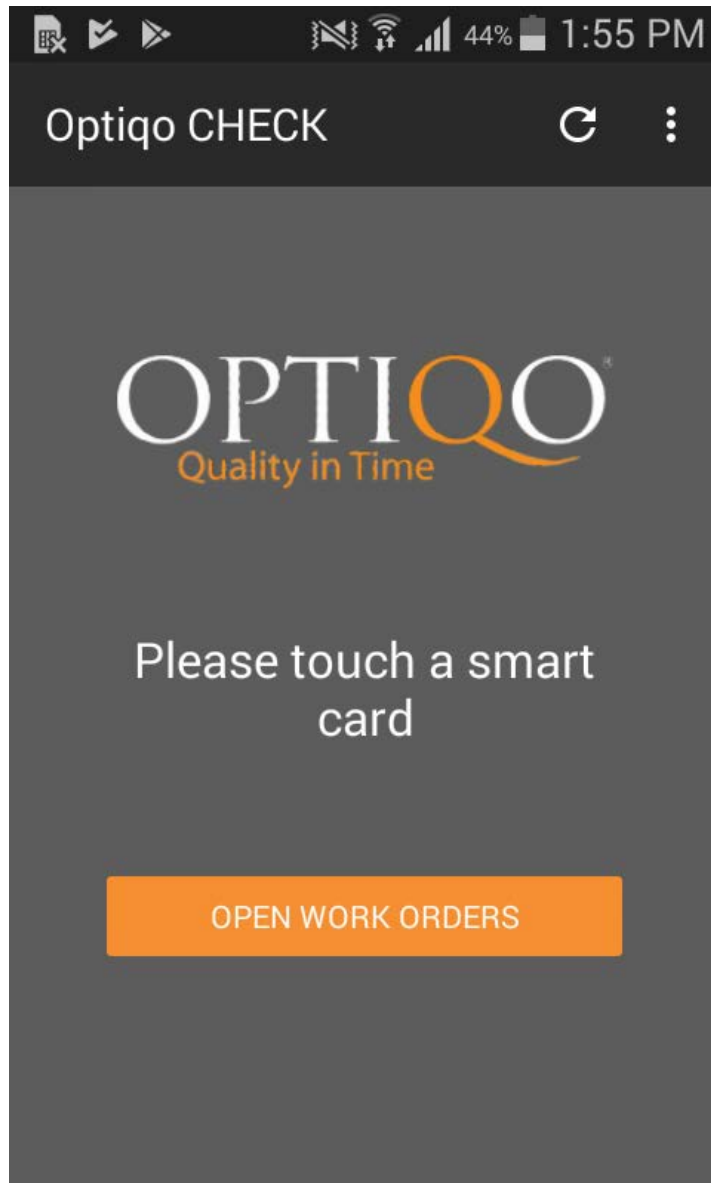 44% 1:55 PM
Optiqo CHECK
OPTIQO®
Quality in Time
Please touch a smart
card
OPEN WORK ORDERS